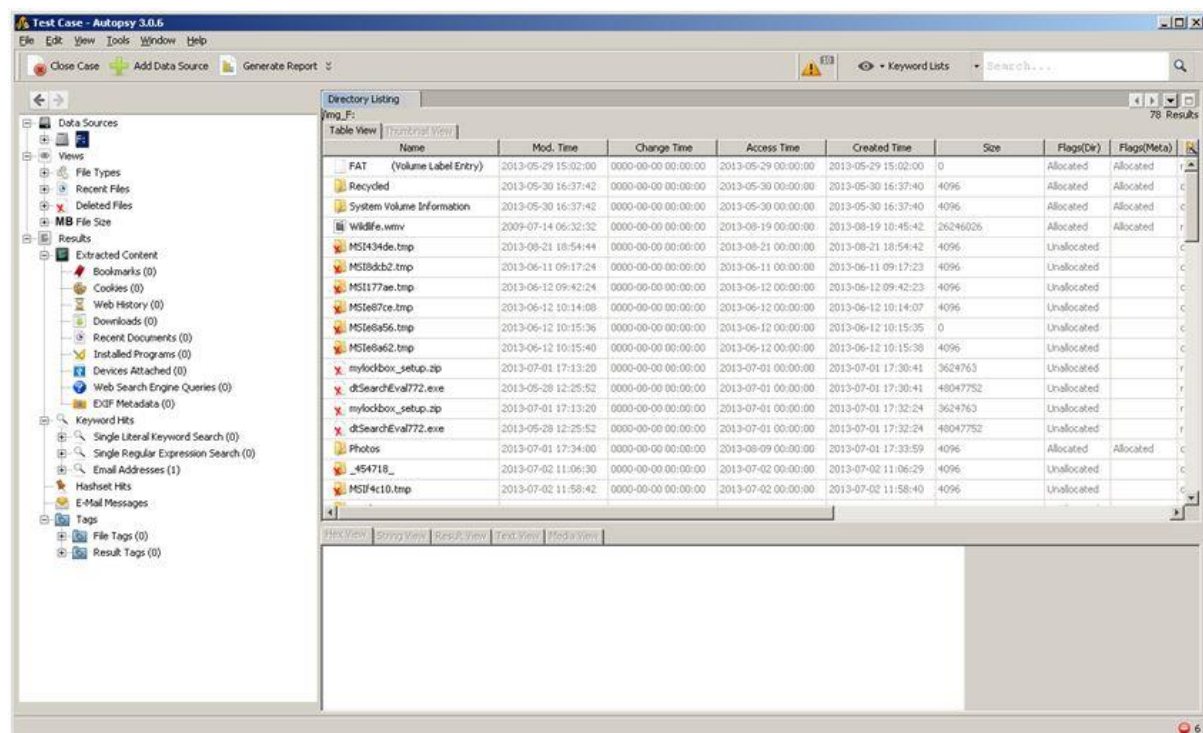 Test Case - Autopsy 3.0.6
File Edit View Tools Window Help
Close Case Add Data Source Generate Report Keyword Lists Search...
Directory Listing
/img_F: 78 Results
Table View Thumbnail View
Name Mod. Time Change Time Access Time Created Time Size Flags(Dir) Flags(Meta)
FAT (Volume Label Entry) 2013-05-29 15:02:00 0000-00-00 00:00:00 2013-05-29 00:00:00 2013-05-29 15:02:00 0 Allocated Allocated r
Recycled 2013-05-30 16:37:42 0000-00-00 00:00:00 2013-05-30 00:00:00 2013-05-30 16:37:40 4096 Allocated Allocated
System Volume Information 2013-05-30 16:37:42 0000-00-00 00:00:00 2013-05-30 00:00:00 2013-05-30 16:37:40 4096 Allocated Allocated
Wildlife.wmv 2009-07-14 06:32:32 0000-00-00 00:00:00 2013-08-19 00:00:00 2013-08-19 10:45:42 26246026 Allocated Allocated r
MSI434de.tmp 2013-08-21 18:54:44 0000-00-00 00:00:00 2013-08-21 00:00:00 2013-08-21 18:54:42 4096 Unallocated
MSI8dcb2.tmp 2013-06-11 09:17:24 0000-00-00 00:00:00 2013-06-11 00:00:00 2013-06-11 09:17:23 4096 Unallocated
MSI177ae.tmp 2013-06-12 09:42:24 0000-00-00 00:00:00 2013-06-12 00:00:00 2013-06-12 09:42:23 4096 Unallocated
MSIe87ce.tmp 2013-06-12 10:14:08 0000-00-00 00:00:00 2013-06-12 00:00:00 2013-06-12 10:14:07 4096 Unallocated
MSIe8a56.tmp 2013-06-12 10:15:36 0000-00-00 00:00:00 2013-06-12 00:00:00 2013-06-12 10:15:35 0 Unallocated
MSIe8a62.tmp 2013-06-12 10:15:40 0000-00-00 00:00:00 2013-06-12 00:00:00 2013-06-12 10:15:38 4096 Unallocated
mylockbox_setup.zip 2013-07-01 17:13:20 0000-00-00 00:00:00 2013-07-01 00:00:00 2013-07-01 17:30:41 3624763 Unallocated r
dtSearchEval772.exe 2013-05-28 12:25:52 0000-00-00 00:00:00 2013-07-01 00:00:00 2013-07-01 17:30:41 48047752 Unallocated r
mylockbox_setup.zip 2013-07-01 17:13:20 0000-00-00 00:00:00 2013-07-01 00:00:00 2013-07-01 17:32:24 3624763 Unallocated r
dtSearchEval772.exe 2013-05-28 12:25:52 0000-00-00 00:00:00 2013-07-01 00:00:00 2013-07-01 17:32:24 48047752 Unallocated r
Photos 2013-07-01 17:34:00 0000-00-00 00:00:00 2013-08-09 00:00:00 2013-07-01 17:33:59 4096 Allocated Allocated
_454718_ 2013-07-02 11:06:30 0000-00-00 00:00:00 2013-07-02 00:00:00 2013-07-02 11:06:29 4096 Unallocated
MSIf4c10.tmp 2013-07-02 11:58:42 0000-00-00 00:00:00 2013-07-02 00:00:00 2013-07-02 11:58:40 4096 Unallocated
Hex View String View Result View Text View Media View
Data Sources
F:
Views
File Types
Recent Files
Deleted Files
MB File Size
Results
Extracted Content
Bookmarks (0)
Cookies (0)
Web History (0)
Downloads (0)
Recent Documents (0)
Installed Programs (0)
Devices Attached (0)
Web Search Engine Queries (0)
EXIF Metadata (0)
Keyword Hits
Single Literal Keyword Search (0)
Single Regular Expression Search (0)
Email Addresses (1)
Hashset Hits
E-Mail Messages
Tags
File Tags (0)
Result Tags (0)
6